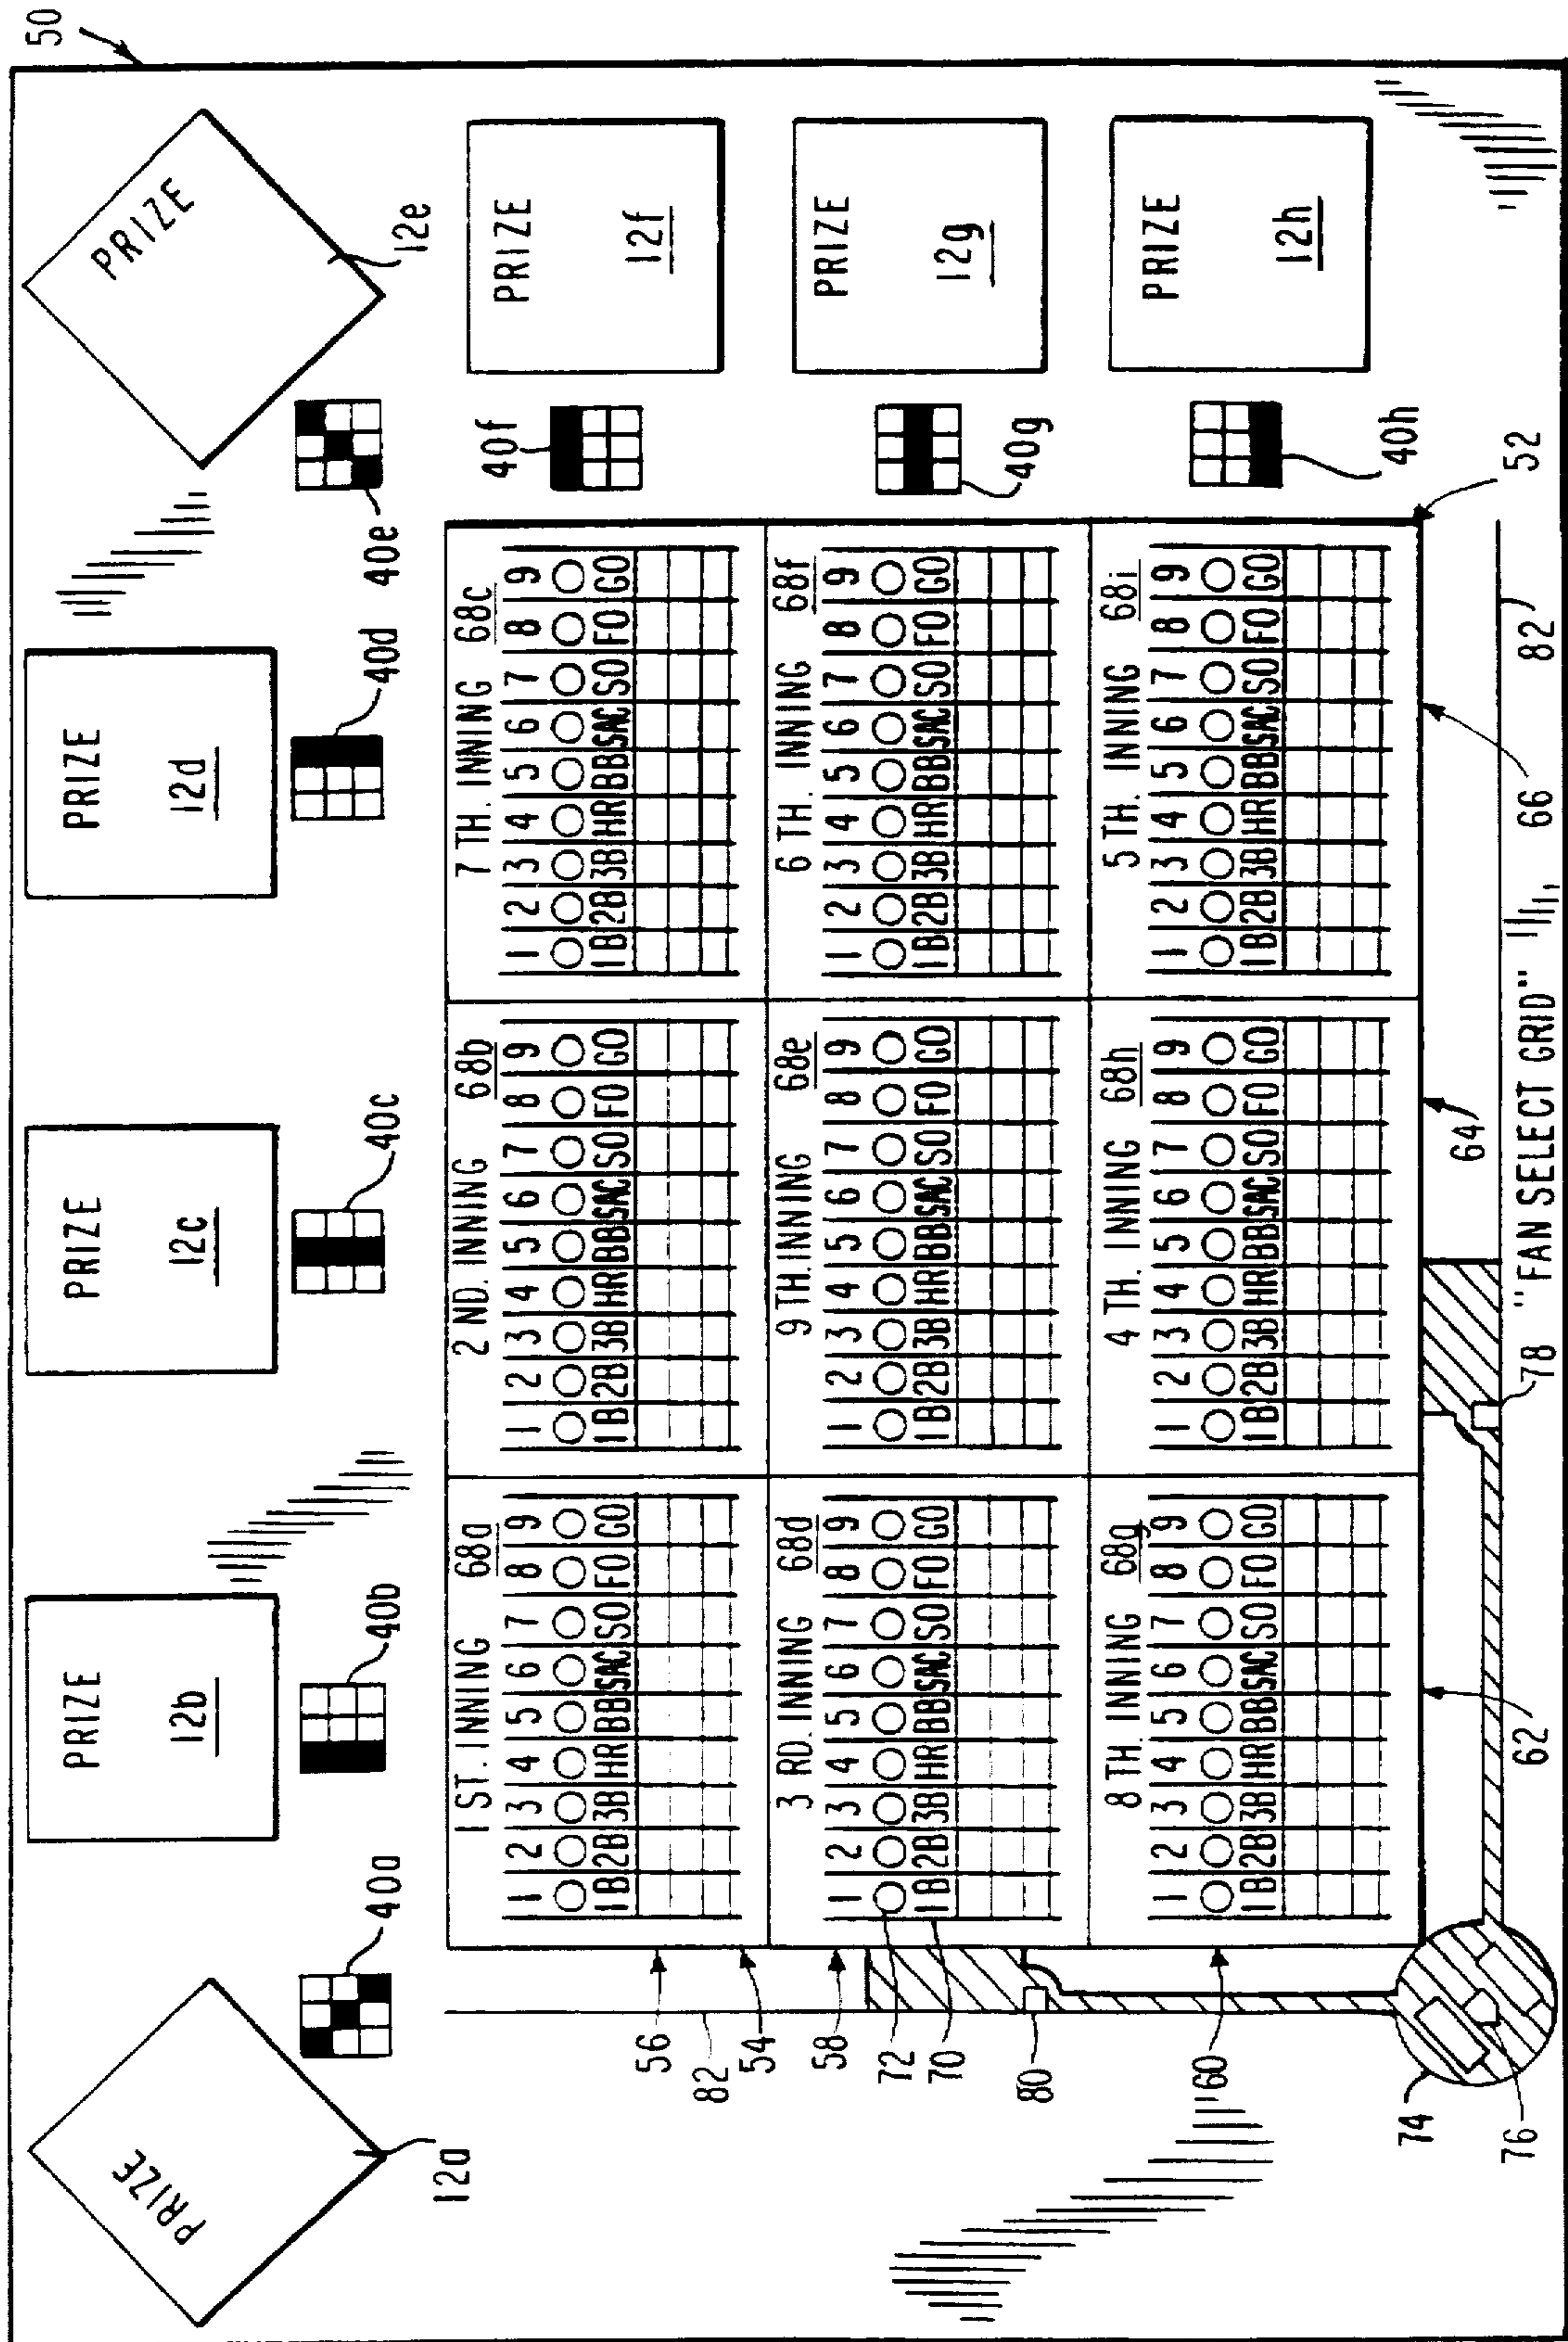 50
PRIZE
PRIZE
12b
PRIZE
12c
PRIZE
12d
PRIZE
12a
40a
40b
40c
40d
40e
12e
1 ST. INNING 68a
1 2 3 4 5 6 7 8 9
1B 2B 3B HR BB SAC SO FO GO
2 ND. INNING 68b
1 2 3 4 5 6 7 8 9
1B 2B 3B HR BB SAC SO FO GO
7 TH. INNING 68c
1 2 3 4 5 6 7 8 9
1B 2B 3B HR BB SAC SO FO GO
40f
PRIZE
12f
56
82
54
3 RD. INNING 68d
1 2 3 4 5 6 7 8 9
1B 2B 3B HR BB SAC SO FO GO
9 TH. INNING 68e
1 2 3 4 5 6 7 8 9
1B 2B 3B HR BB SAC SO FO GO
6 TH. INNING 68f
1 2 3 4 5 6 7 8 9
1B 2B 3B HR BB SAC SO FO GO
40g
PRIZE
12g
58
72
70
80
8 TH. INNING 68g
1 2 3 4 5 6 7 8 9
1B 2B 3B HR BB SAC SO FO GO
4 TH. INNING 68h
1 2 3 4 5 6 7 8 9
1B 2B 3B HR BB SAC SO FO GO
5 TH. INNING 68i
1 2 3 4 5 6 7 8 9
1B 2B 3B HR BB SAC SO FO GO
40h
PRIZE
12h
60
74
76
62
64
66
82
52
78
"FAN SELECT GRID"